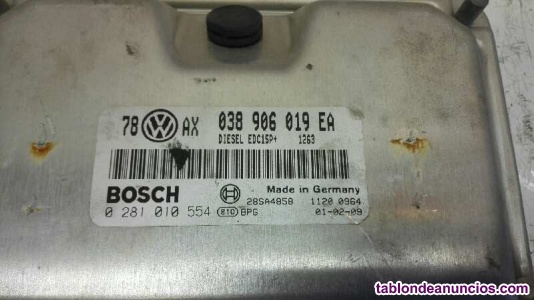 78 AX 038 906 019 EA
DIESEL EDC15P+ 1263
BOSCH
Made in Germany
28SA4858 1120 0964
0 281 010 554 BPG 01-02-09
tablondeanuncios.com